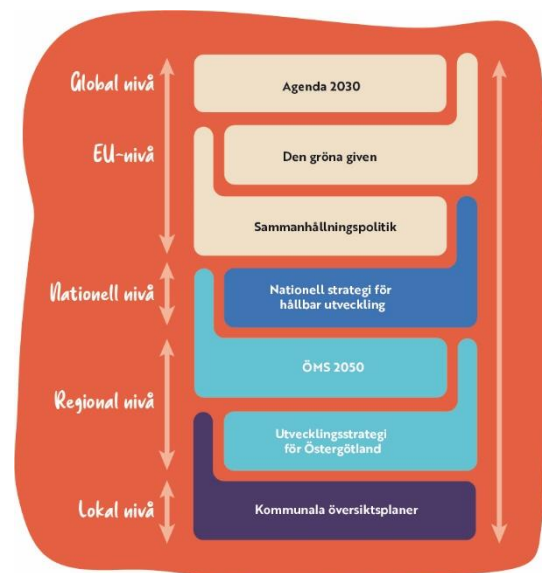 Global nivå
Agenda 2030
EU-nivå
Den gröna given
Sammanhållningspolitik
Nationell nivå
Nationell strategi för
hållbar utveckling
ÖMS 2050
Regional nivå
Utvecklingsstrategi
för Östergötland
Lokal nivå
Kommunala översiktsplaner